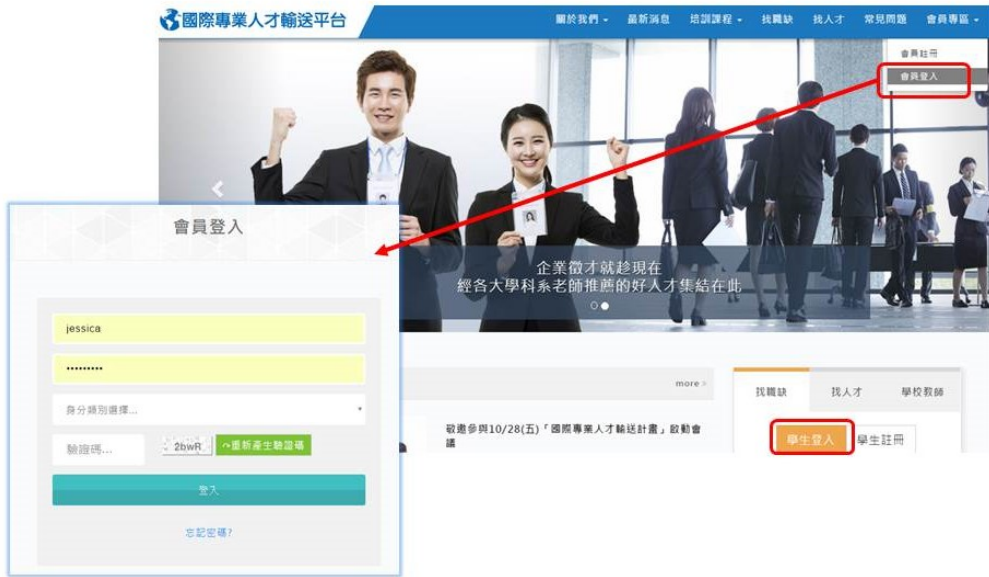 國際專業人才輸送平台
關於我們
最新消息
培訓課程
找職缺
找人才
常見問題
會員專區
會員註冊
會員登入
企業徵才就趁現在
經各大學科系老師推薦的好人才集結在此
會員登入
jessica
•••••••••
身分類別選擇...
驗證碼...
2bwR
重新產生驗證碼
登入
忘記密碼?
more >
敬邀參與10/28(五)「國際專業人才輸送計畫」啟動會
議
找職缺
找人才
學校教師
學生登入
學生註冊